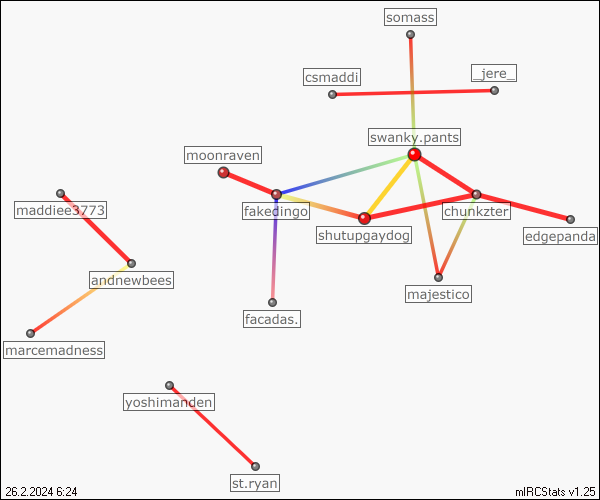 somass
csmaddi
_jere_
swanky.pants
moonraven
maddiee3773
fakedingo
chunkzter
shutupgaydog
edgepanda
andnewbees
majestico
facadas.
marcemadness
yoshimanden
st.ryan
26.2.2024 6:24
mIRCStats v1.25